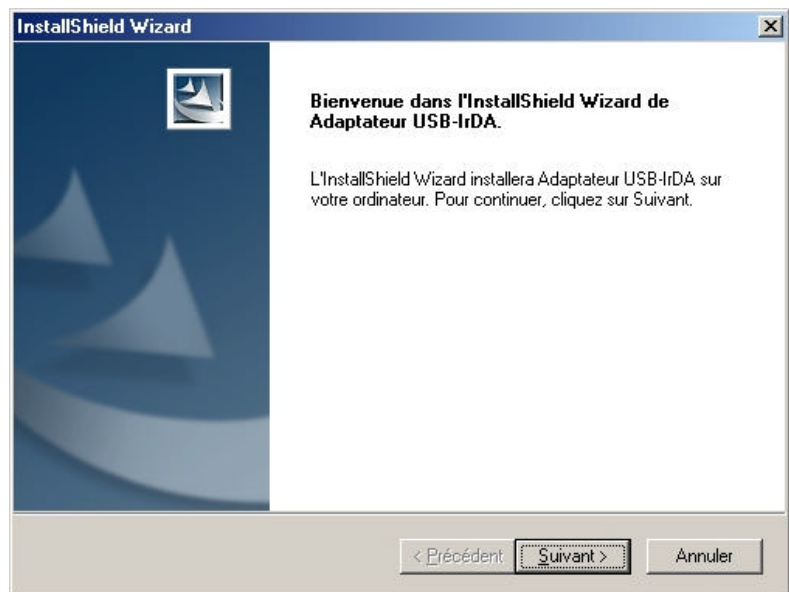 InstallShield Wizard
Bienvenue dans l'InstallShield Wizard de
Adaptateur USB-IrDA.
L'InstallShield Wizard installera Adaptateur USB-IrDA sur
votre ordinateur. Pour continuer, cliquez sur Suivant.
< Précédent Suivant > Annuler